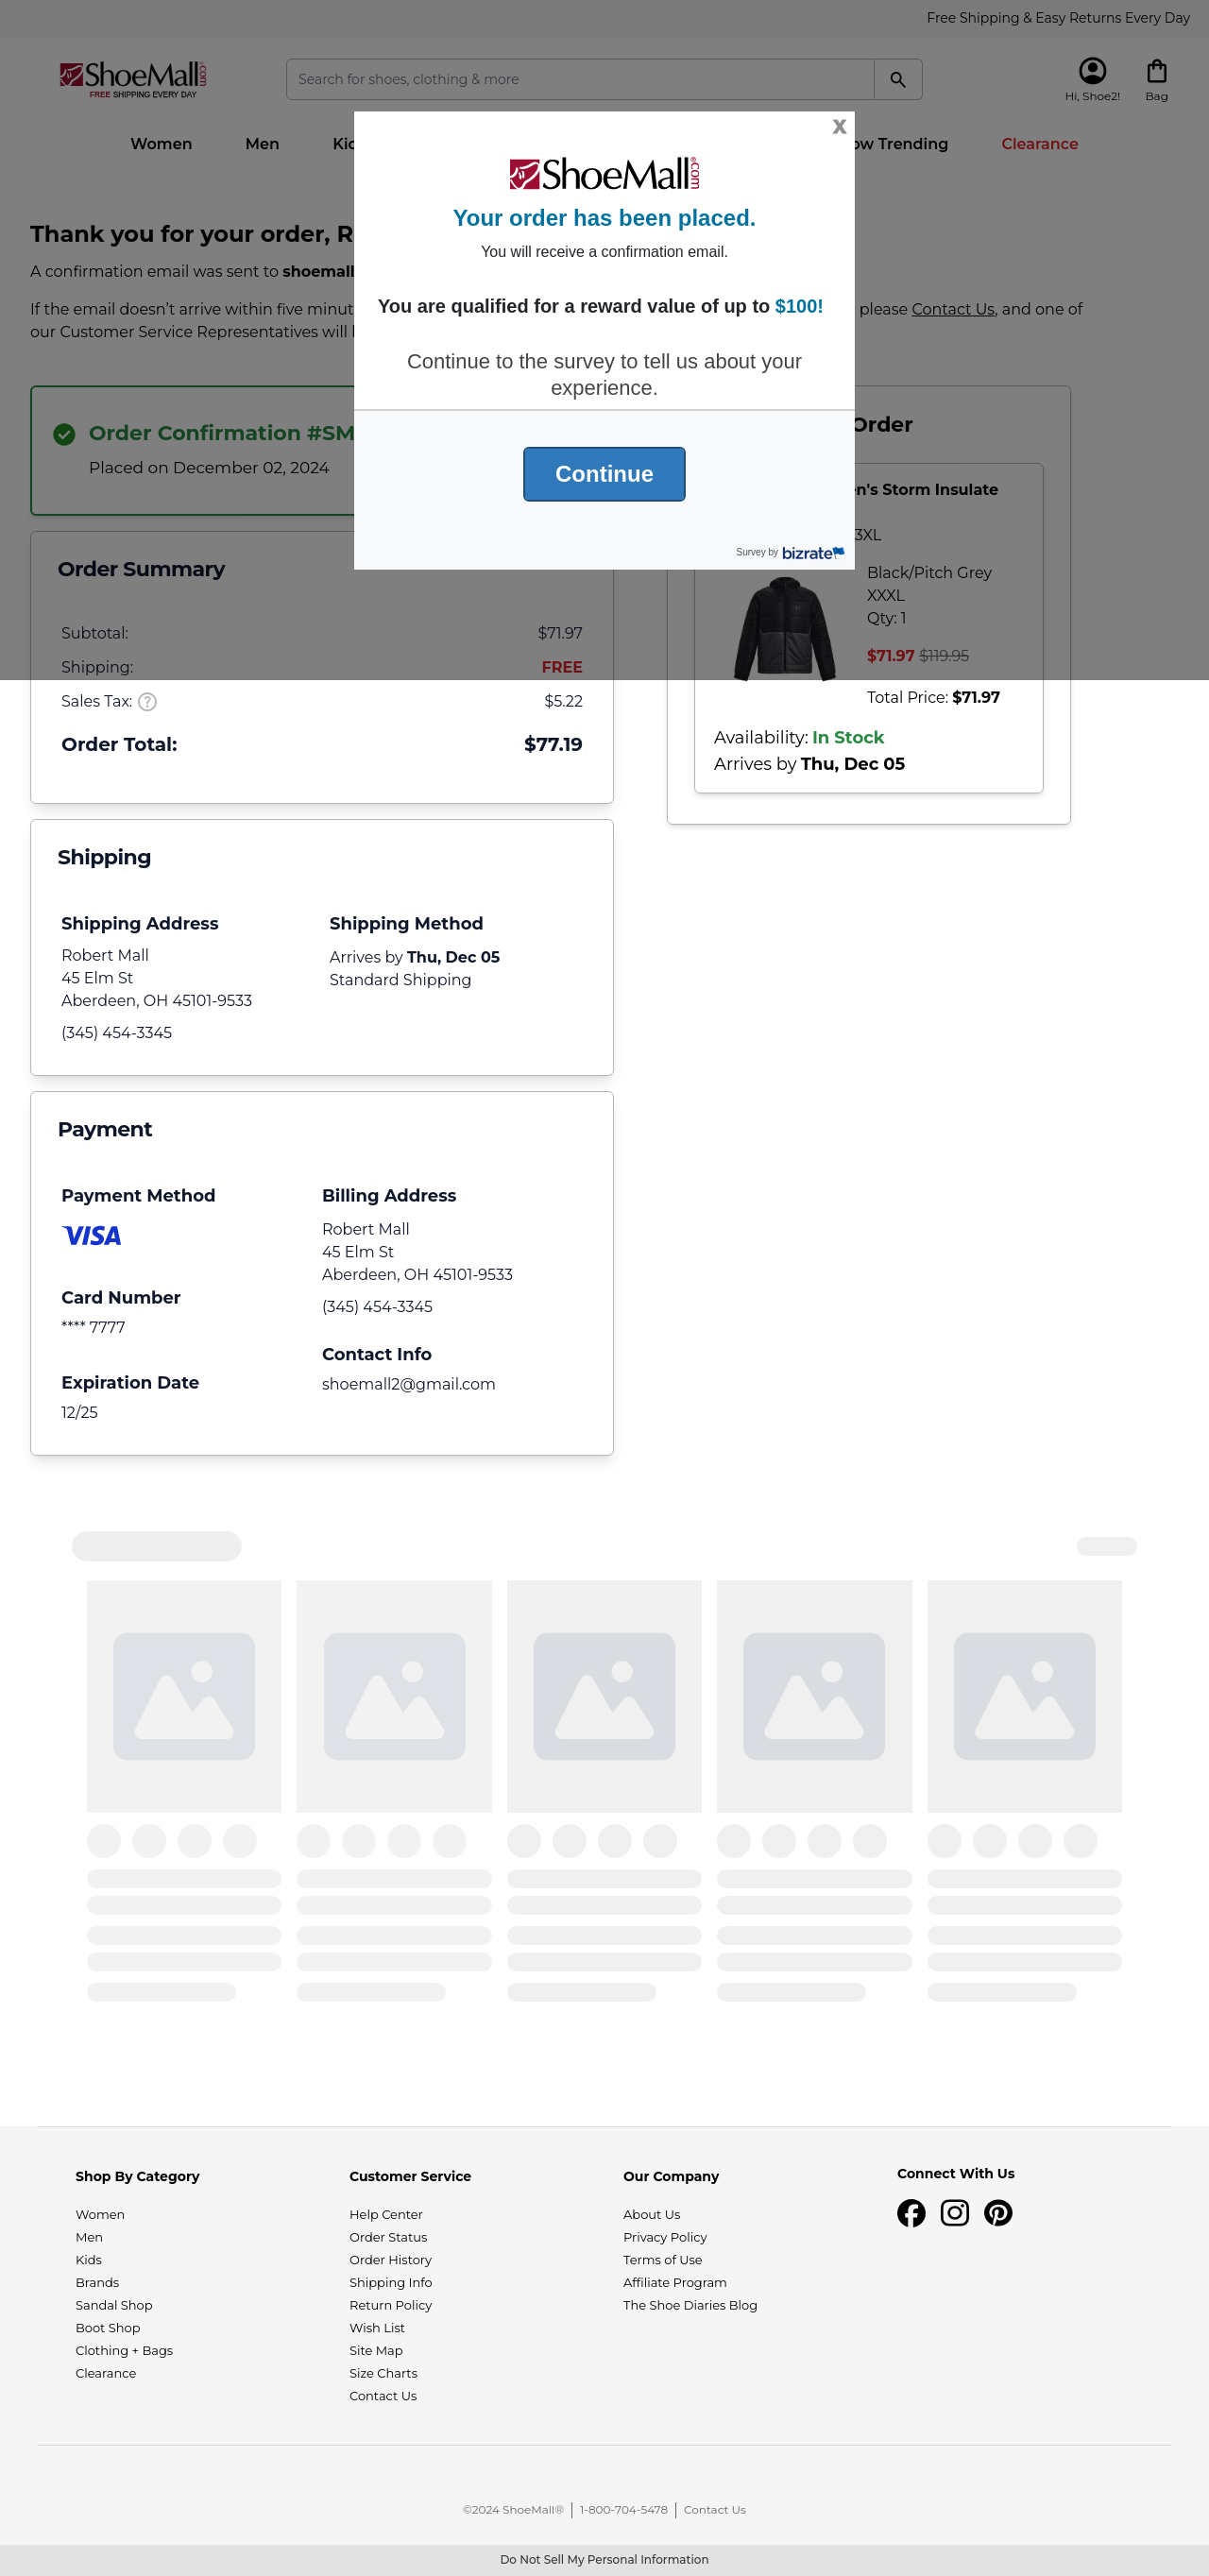 Free Shipping & Easy Returns Every Day
ShoeMall.com
FREE SHIPPING EVERY DAY
Search for shoes, clothing & more
Hi, Shoe2!
Bag
Women
Men
Trending
Clearance
X
ShoeMall.com
Your order has been placed.
You will receive a confirmation email.
You are qualified for a reward value of up to $100!
Continue to the survey to tell us about your
experience.
Continue
Survey by bizrate
Thank you for your order,
A confirmation email was sent to
If the email doesn’t arrive within five
please Contact Us, and one of
our Customer Service Representatives will
Order Confirmation
Placed on December 02, 2024
Order Summary
Subtotal: $71.97
Shipping: FREE
Sales Tax: ? $5.22
Order Total: $77.19
Order
Storm Insulate
3XL
Black/Pitch Grey
XXXL
Qty: 1
$71.97 $119.95
Total Price: $71.97
Availability: In Stock
Arrives by Thu, Dec 05
Shipping
Shipping Address
Robert Mall
45 Elm St
Aberdeen, OH 45101-9533
(345) 454-3345
Shipping Method
Arrives by Thu, Dec 05
Standard Shipping
Payment
Payment Method
VISA
Card Number
**** 7777
Expiration Date
12/25
Billing Address
Robert Mall
45 Elm St
Aberdeen, OH 45101-9533
(345) 454-3345
Contact Info
shoemall2@gmail.com
Shop By Category
Women
Men
Kids
Brands
Sandal Shop
Boot Shop
Clothing + Bags
Clearance
Customer Service
Help Center
Order Status
Order History
Shipping Info
Return Policy
Wish List
Site Map
Size Charts
Contact Us
Our Company
About Us
Privacy Policy
Terms of Use
Affiliate Program
The Shoe Diaries Blog
Connect With Us
©2024 ShoeMall® | 1-800-704-5478 | Contact Us
Do Not Sell My Personal Information